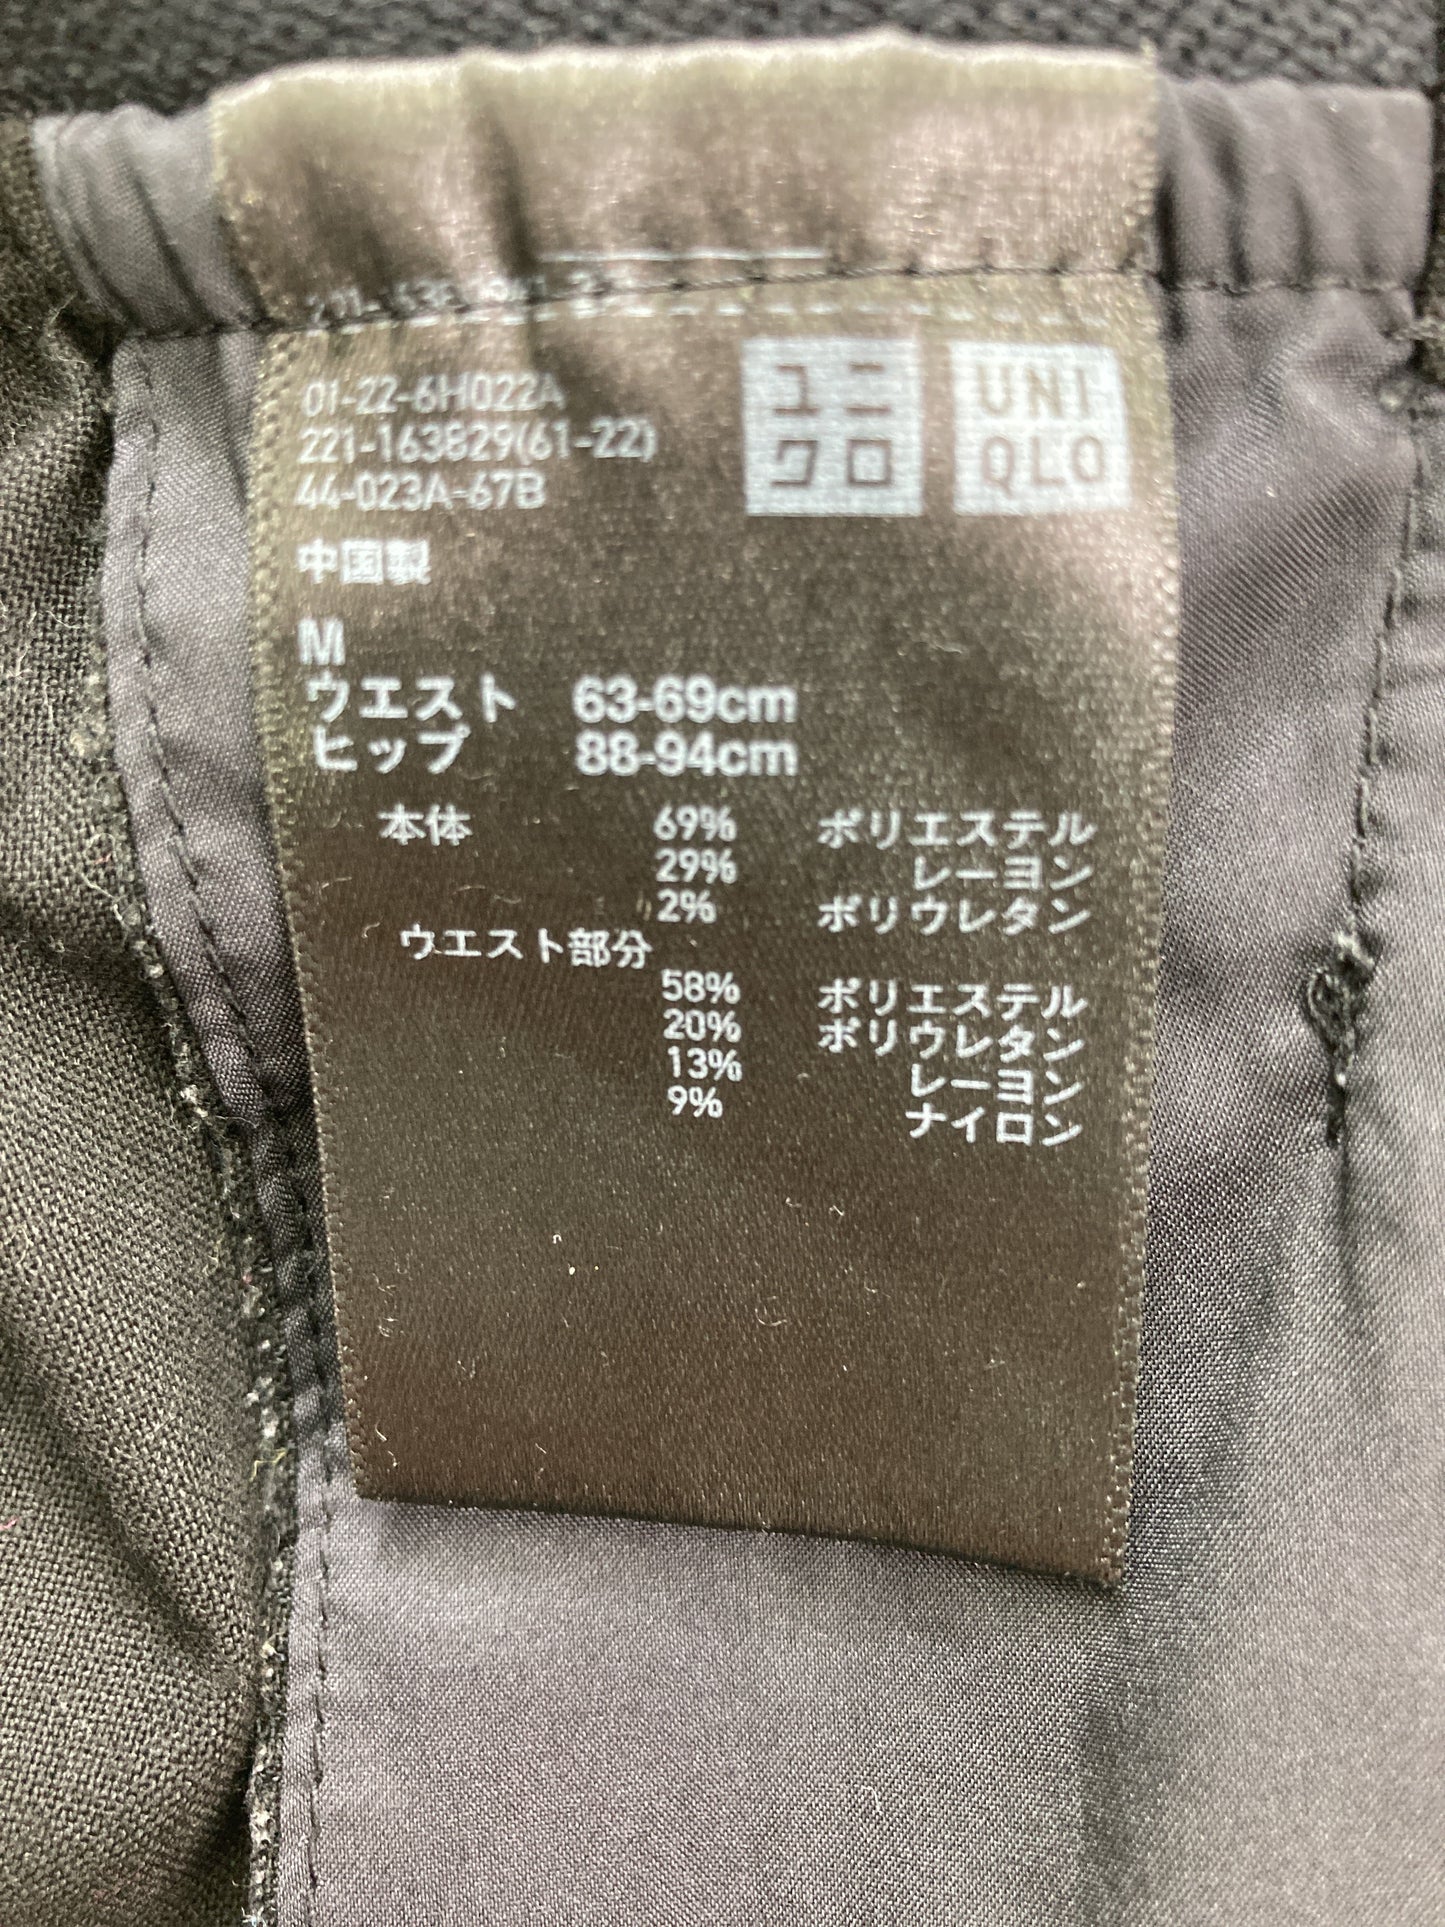 01-22-6H022A
221-163829(61-22)
44-023A-67B
ユニ
クロ
UNI
QLO
中国製
M
ウエスト 63-69cm
ヒップ 88-94cm
本体 69% ポリエステル
29% レーヨン
2% ポリウレタン
ウエスト部分
58% ポリエステル
20% ポリウレタン
13% レーヨン
9% ナイロン